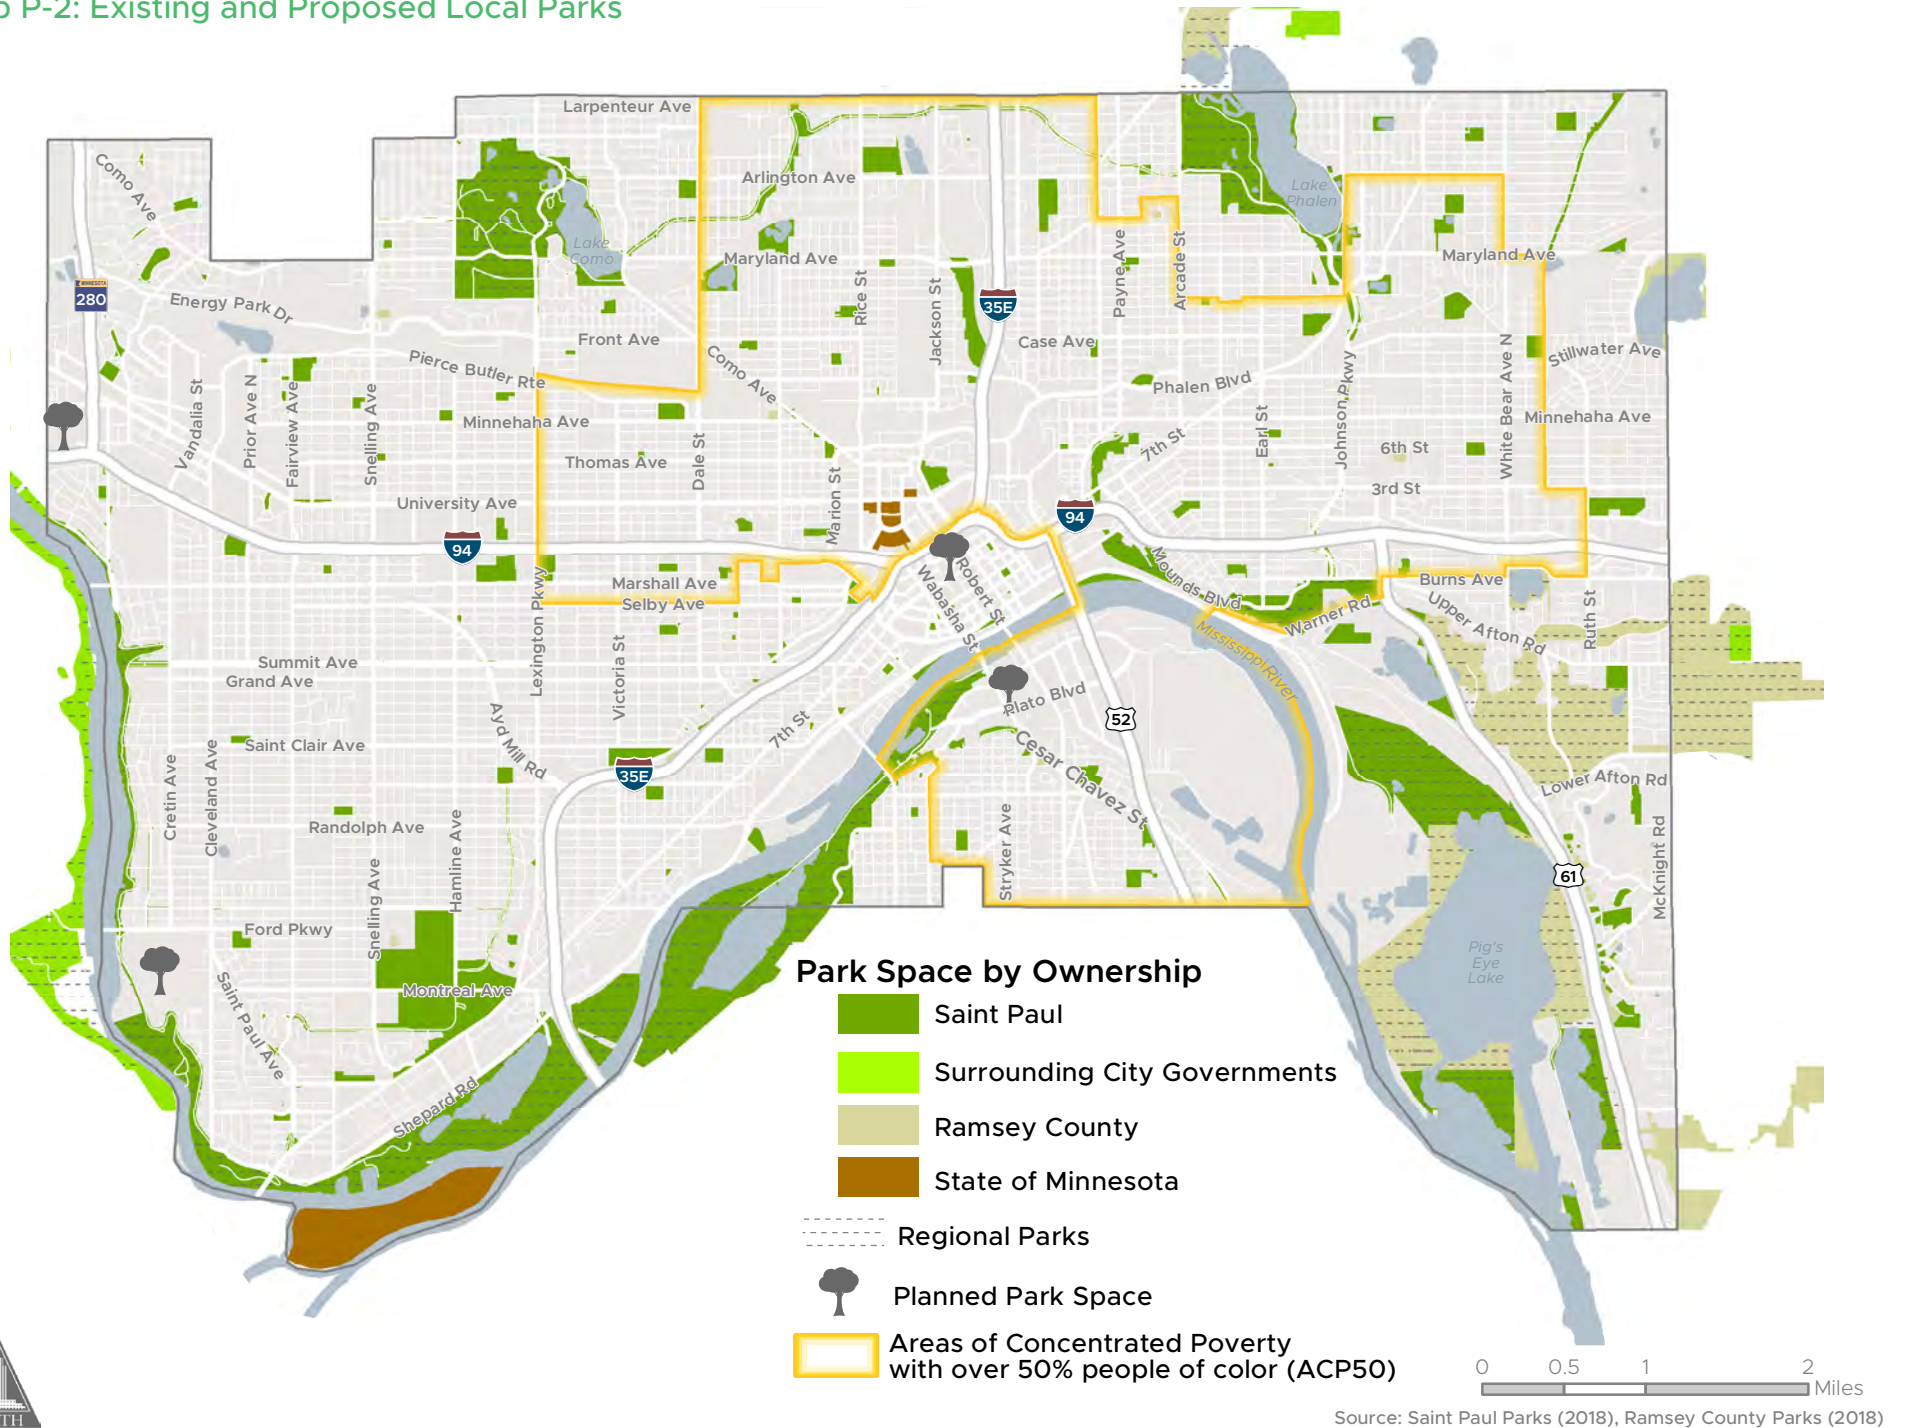 P-2: Existing and Proposed Local Parks
Larpenteur Ave
Como Ave
Arlington Ave
Lake
Phalen
Lake
Como
Maryland Ave
Maryland Ave
280
Energy Park Dr
Rice St
Jackson St
35E
Payne Ave
Arcade St
Front Ave
Case Ave
Pierce Butler Rte
Como Ave
Phalen Blvd
Stillwater Ave
Vandalia St
Prior Ave N
Fairview Ave
Snelling Ave
Minnehaha Ave
Minnehaha Ave
Dale St
Thomas Ave
Marion St
7th St
Earl St
Johnson Pkwy
6th St
White Bear Ave N
University Ave
3rd St
94
94
Marshall Ave
Selby Ave
Lexington Pkwy
Victoria St
Robert St
Wabasha St
Mounds Blvd
Warner Rd
Burns Ave
Upper Afton Rd
Ruth St
Mississippi River
Summit Ave
Grand Ave
Plato Blvd
52
Ayd Mill Rd
7th St
Saint Clair Ave
Cesar Chavez St
35E
Cretin Ave
Cleveland Ave
Lower Afton Rd
Randolph Ave
Hamline Ave
Stryker Ave
McKnight Rd
61
Snelling Ave
Ford Pkwy
Pig's
Eye
Lake
Saint Paul Ave
Montreal Ave
Shepard Rd
Park Space by Ownership
Saint Paul
Surrounding City Governments
Ramsey County
State of Minnesota
Regional Parks
Planned Park Space
Areas of Concentrated Poverty
with over 50% people of color (ACP50)
0 0.5 1 2
Miles
Source: Saint Paul Parks (2018), Ramsey County Parks (2018)
TH